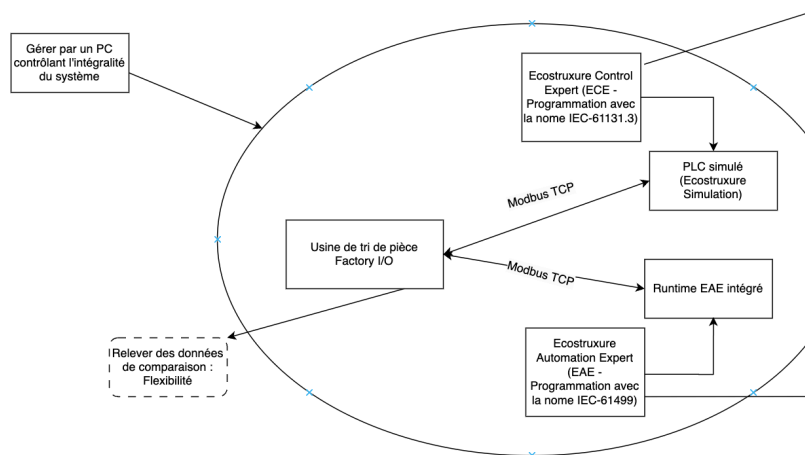 Gérer par un PC
contrôlant l'intégralité
du système
Ecostruxure Control
Expert (ECE -
Programmation avec
la nome IEC-61131.3)
PLC simulé
(Ecostruxure
Simulation)
Modbus TCP
Usine de tri de pièce
Factory I/O
Modbus TCP
Runtime EAE intégré
Relever des données
de comparaison :
Flexibilité
Ecostruxure
Automation Expert
(EAE -
Programmation avec
la nome IEC-61499)